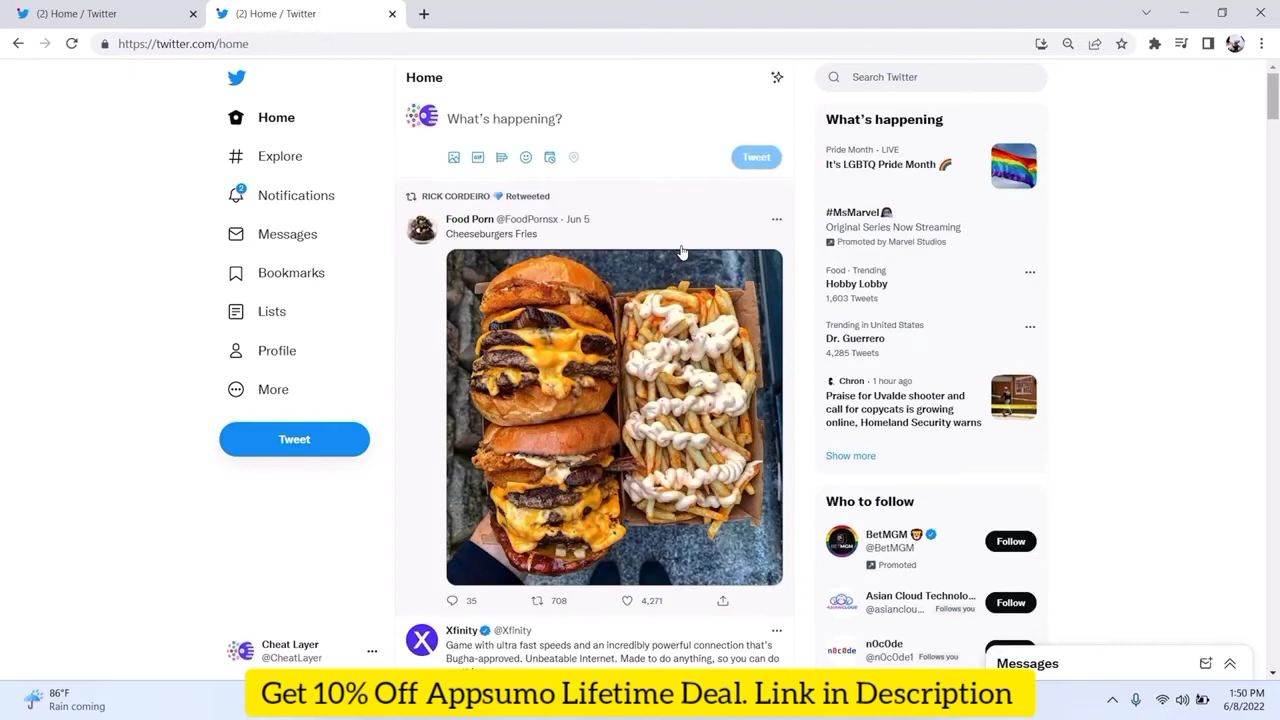 (2) Home / Twitter
(2) Home / Twitter
https://twitter.com/home
Home
Explore
2
Notifications
Messages
Bookmarks
Lists
Profile
More
Tweet
Cheat Layer
@CheatLayer
Home
What's happening?
GIF
Tweet
RICK CORDEIRO 💎 Retweeted
Food Porn @FoodPornsx · Jun 5
Cheeseburgers Fries
35 708 4,271
Xfinity @Xfinity
Game with ultra fast speeds and an incredibly powerful connection that's
Bugha-approved. Unbeatable Internet. Made to do anything, so you can do
Search Twitter
What's happening
Pride Month · LIVE
It's LGBTQ Pride Month 🏳️‍🌈
#MsMarvel
Original Series Now Streaming
Promoted by Marvel Studios
Food · Trending
Hobby Lobby
1,603 Tweets
Trending in United States
Dr. Guerrero
4,285 Tweets
Chron · 1 hour ago
Praise for Uvalde shooter and
call for copycats is growing
online, Homeland Security warns
Show more
Who to follow
BetMGM 🦁
@BetMGM
Promoted
Follow
Asian Cloud Technolo...
@asianclou... Follows you
Follow
n0c0de
@n0c0de1 Follows you
Messages
86°F
Rain coming
Get 10% Off Appsumo Lifetime Deal. Link in Description
1:50 PM
6/8/2022